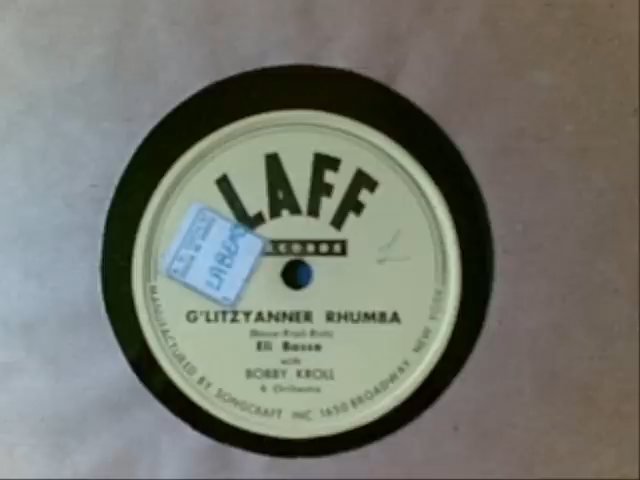 LAFF
RECORDS
G'LITZYANNER RHUMBA
Eli Basse
with
BOBBY KROLL
& Orchestra
MANUFACTURED BY SONGCRAFT INC 1650 BROADWAY, NEW YORK